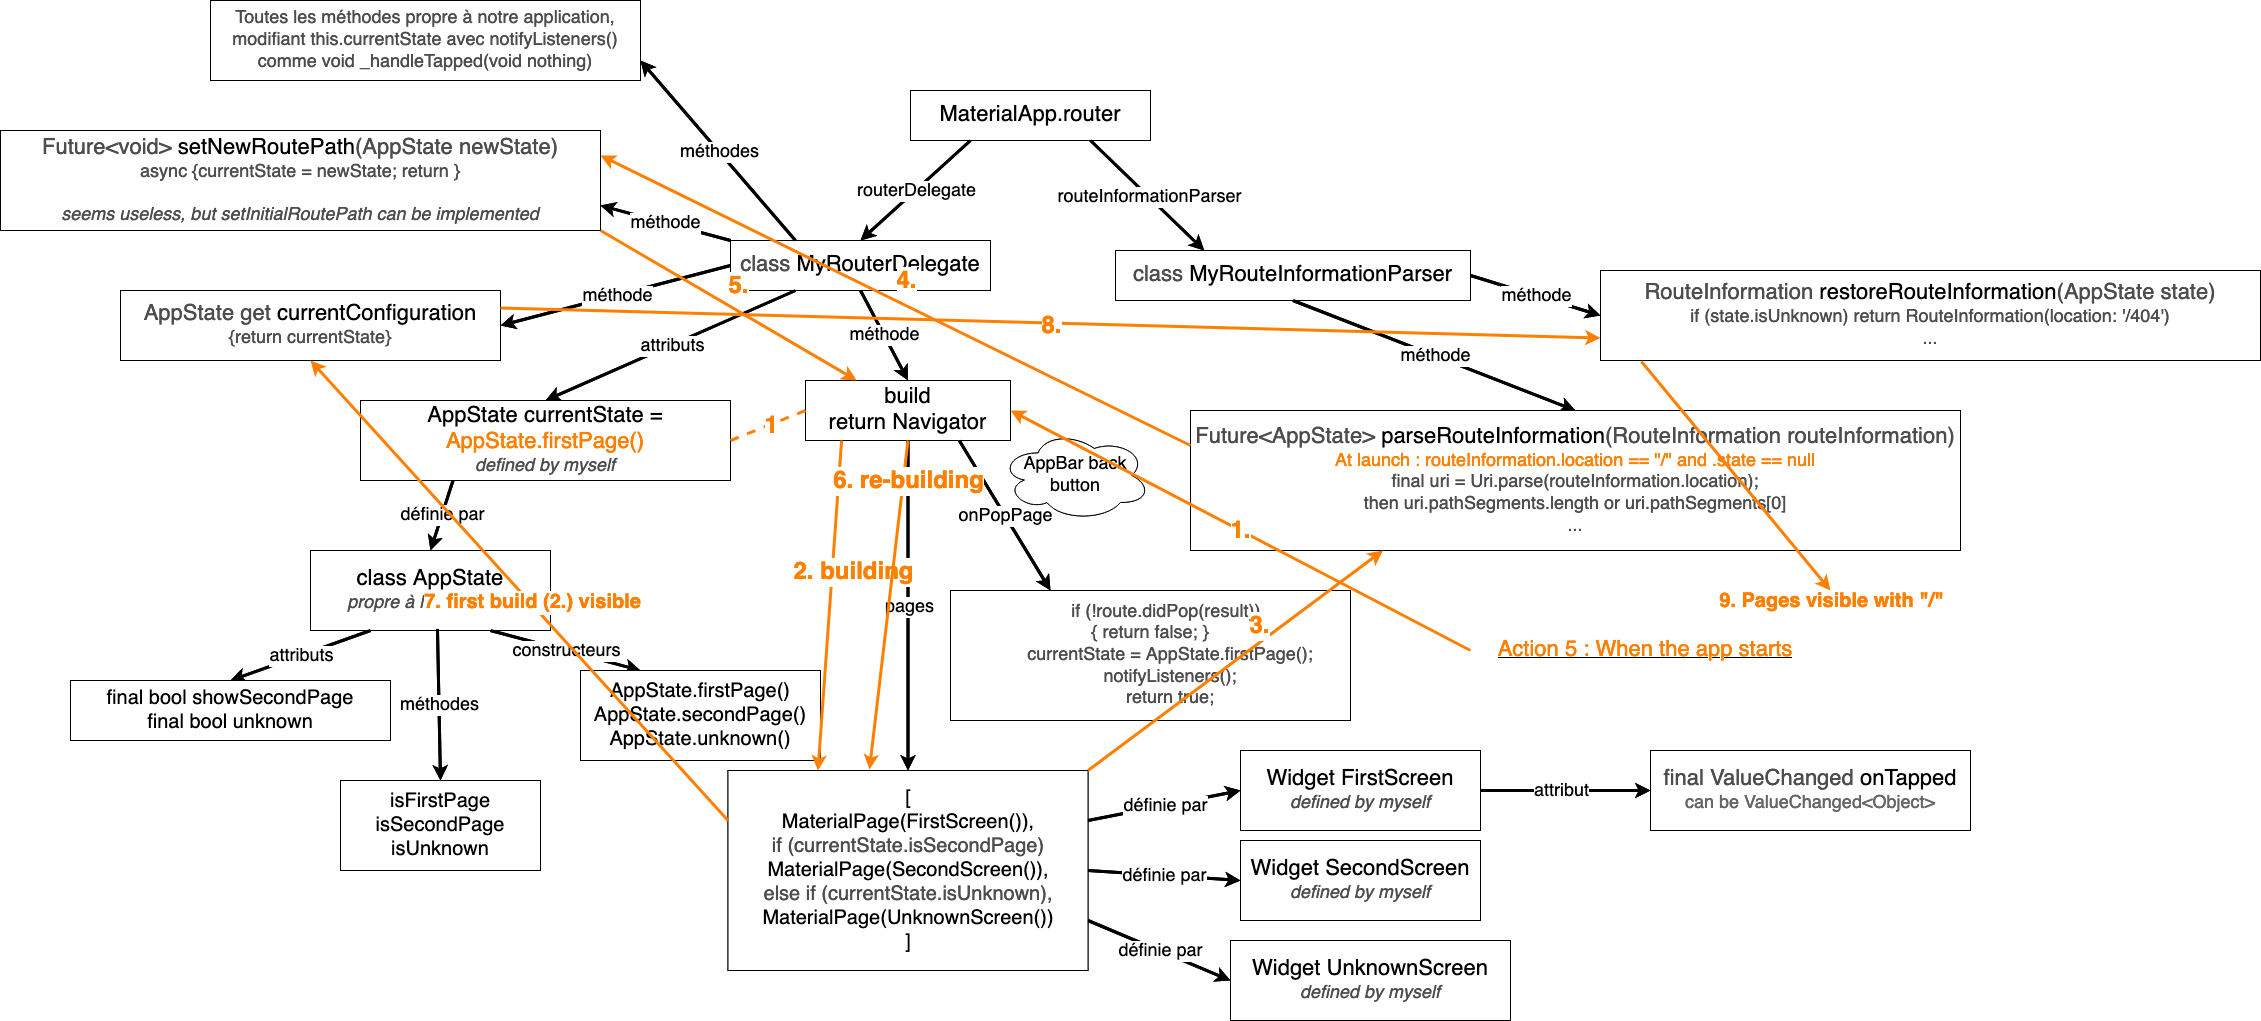 Toutes les méthodes propre à notre application,
modifiant this.currentState avec notifyListeners()
comme void _handleTapped(void nothing)
MaterialApp.router
méthodes
Future<void> setNewRoutePath(AppState newState)
async {currentState = newState; return }
seems useless, but setInitialRoutePath can be implemented
routerDelegate
routeInformationParser
méthode
class MyRouterDelegate
class MyRouteInformationParser
4.
5.
méthode
méthode
RouteInformation restoreRouteInformation(AppState state)
if (state.isUnknown) return RouteInformation(location: '/404')
...
AppState get currentConfiguration
{return currentState}
8.
méthode
attributs
méthode
build
return Navigator
AppState currentState =
AppState.firstPage()
defined by myself
1
Future<AppState> parseRouteInformation(RouteInformation routeInformation)
At launch : routeInformation.location == "/" and .state == null
final uri = Uri.parse(routeInformation.location);
then uri.pathSegments.length or uri.pathSegments[0]
...
AppBar back
button
6. re-building
onPopPage
définie par
1.
2. building
class AppState
propre à l
7. first build (2.) visible
pages
9. Pages visible with "/"
if (!route.didPop(result))
{ return false; }
currentState = AppState.firstPage();
notifyListeners();
return true;
3.
Action 5 : When the app starts
attributs
constructeurs
méthodes
final bool showSecondPage
final bool unknown
AppState.firstPage()
AppState.secondPage()
AppState.unknown()
isFirstPage
isSecondPage
isUnknown
[
MaterialPage(FirstScreen()),
if (currentState.isSecondPage)
MaterialPage(SecondScreen()),
else if (currentState.isUnknown),
MaterialPage(UnknownScreen())
]
définie par
Widget FirstScreen
defined by myself
attribut
final ValueChanged onTapped
can be ValueChanged<Object>
définie par
Widget SecondScreen
defined by myself
définie par
Widget UnknownScreen
defined by myself